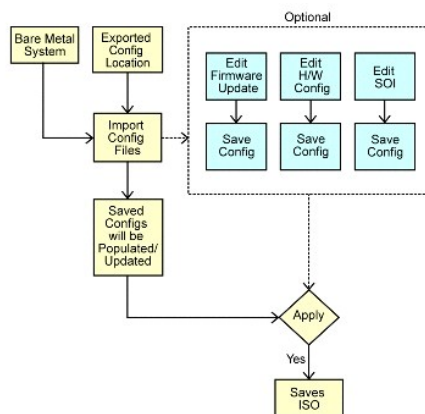 Optional
Bare Metal
System
Exported
Config
Location
Edit
Firmware
Update
Edit
H/W
Config
Edit
SOI
Import
Config
Files
Save
Config
Save
Config
Save
Config
Saved
Configs
will be
Populated/
Updated
Apply
Yes
Saves
ISO